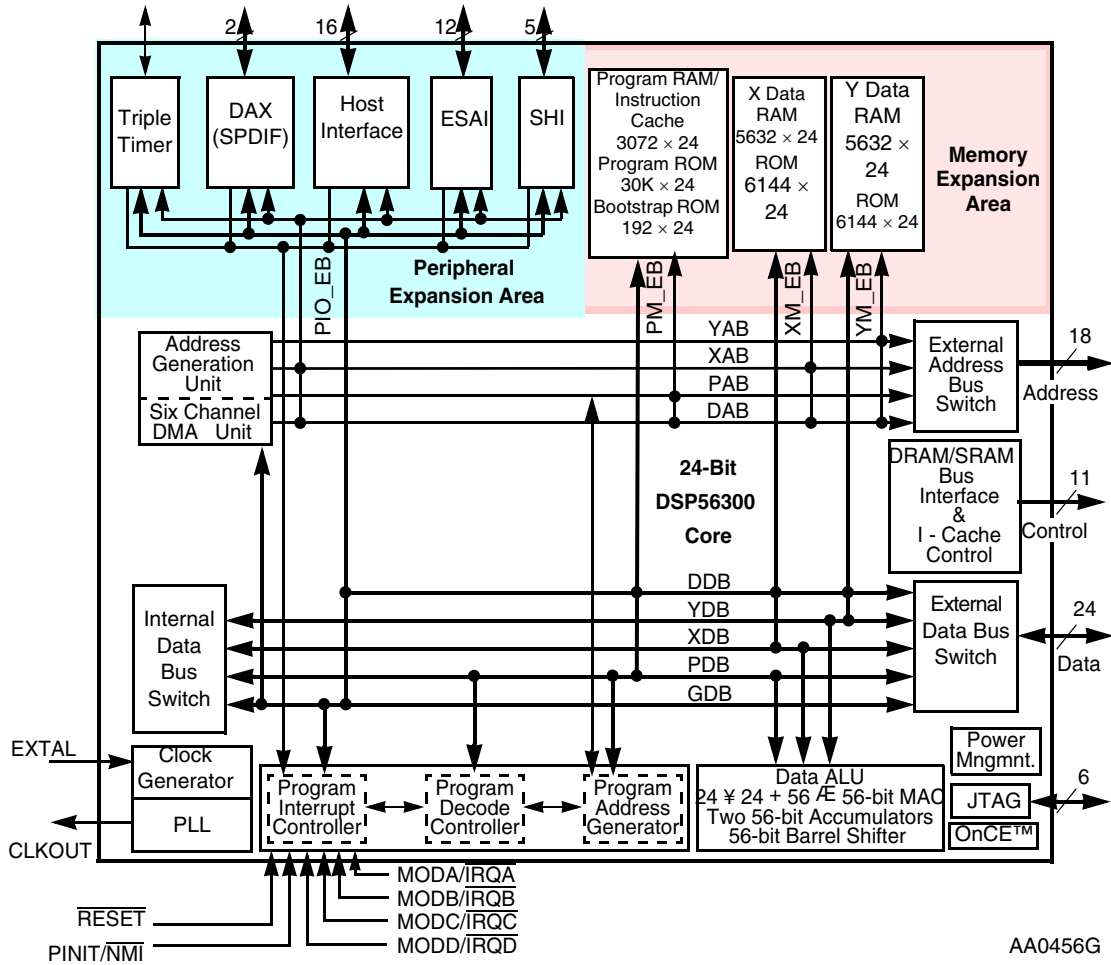 2
16
12
5
Triple
Timer
DAX
(SPDIF)
Host
Interface
ESAI
SHI
Program RAM/
Instruction
Cache
3072 × 24
Program ROM
30K × 24
Bootstrap ROM
192 × 24
X Data
RAM
5632 × 24
ROM
6144 ×
24
Y Data
RAM
5632 ×
24
ROM
6144 × 24
Memory
Expansion
Area
Peripheral
Expansion Area
PIO_EB
PM_EB
XM_EB
YM_EB
Address
Generation
Unit
Six Channel
DMA Unit
YAB
XAB
PAB
DAB
External
Address
Bus
Switch
18
Address
24-Bit
DSP56300
Core
DRAM/SRAM
Bus
Interface
&
I - Cache
Control
11
Control
Internal
Data
Bus
Switch
DDB
YDB
XDB
PDB
GDB
External
Data Bus
Switch
24
Data
EXTAL
Clock
Generator
PLL
CLKOUT
Program
Interrupt
Controller
Program
Decode
Controller
Program
Address
Generator
Data ALU
24 ¥ 24 + 56 Æ 56-bit MAC
Two 56-bit Accumulators
56-bit Barrel Shifter
Power
Mngmnt.
JTAG
OnCE™
6
MODA/IRQA
MODB/IRQB
MODC/IRQC
MODD/IRQD
RESET
PINIT/NMI
AA0456G